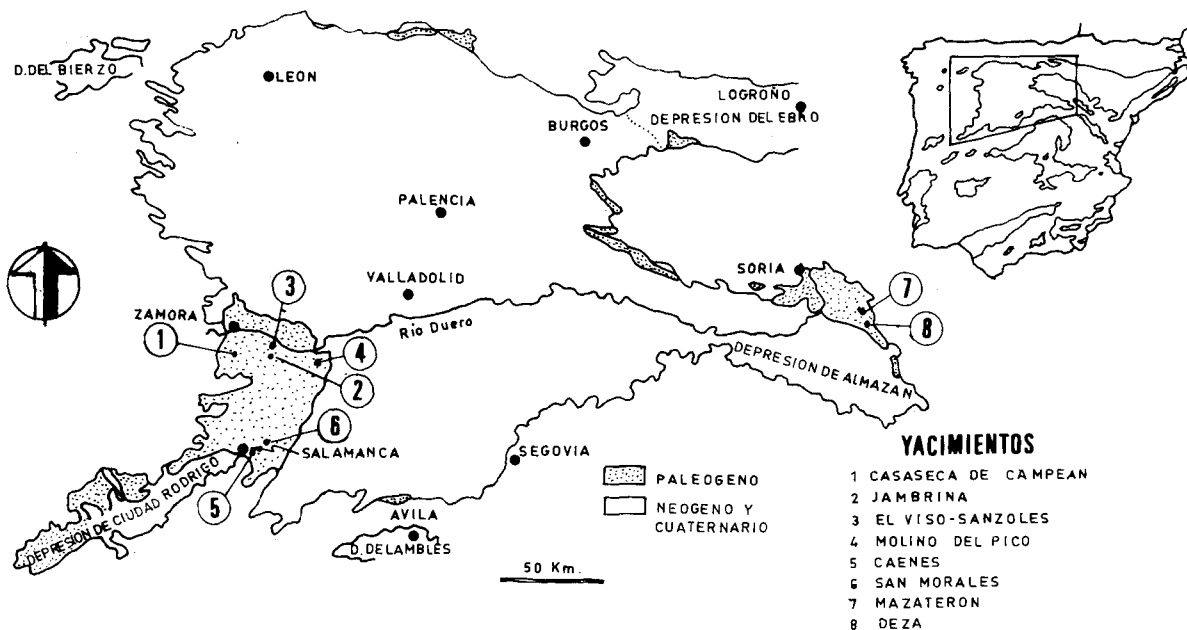 D. DEL BIERZO
LEON
LOGROÑO
DEPRESION DEL EBRO
BURGOS
PALENCIA
VALLADOLID
SORIA
3
ZAMORA
7
1
4
Río Duero
8
2
DEPRESION DE ALMAZAN
6
SALAMANCA
SEGOVIA
5
DEPRESION DE CIUDAD RODRIGO
AVILA
D. DEL AMBLES
50 Km.
PALEOGENO
NEOGENO Y
CUATERNARIO
YACIMIENTOS
1 CASASECA DE CAMPEAN
2 JAMBRINA
3 EL VISO-SANZOLES
4 MOLINO DEL PICO
5 CAENES
6 SAN MORALES
7 MAZATERON
8 DEZA